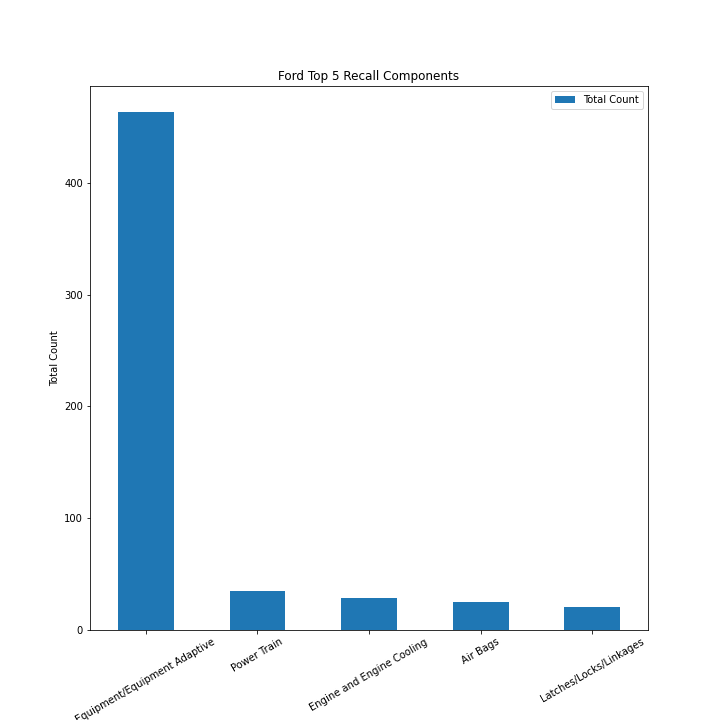 Ford Top 5 Recall Components
Total Count
400
300
200
100
0
Total Count
Equipment/Equipment Adaptive
Power Train
Engine and Engine Cooling
Air Bags
Latches/Locks/Linkages